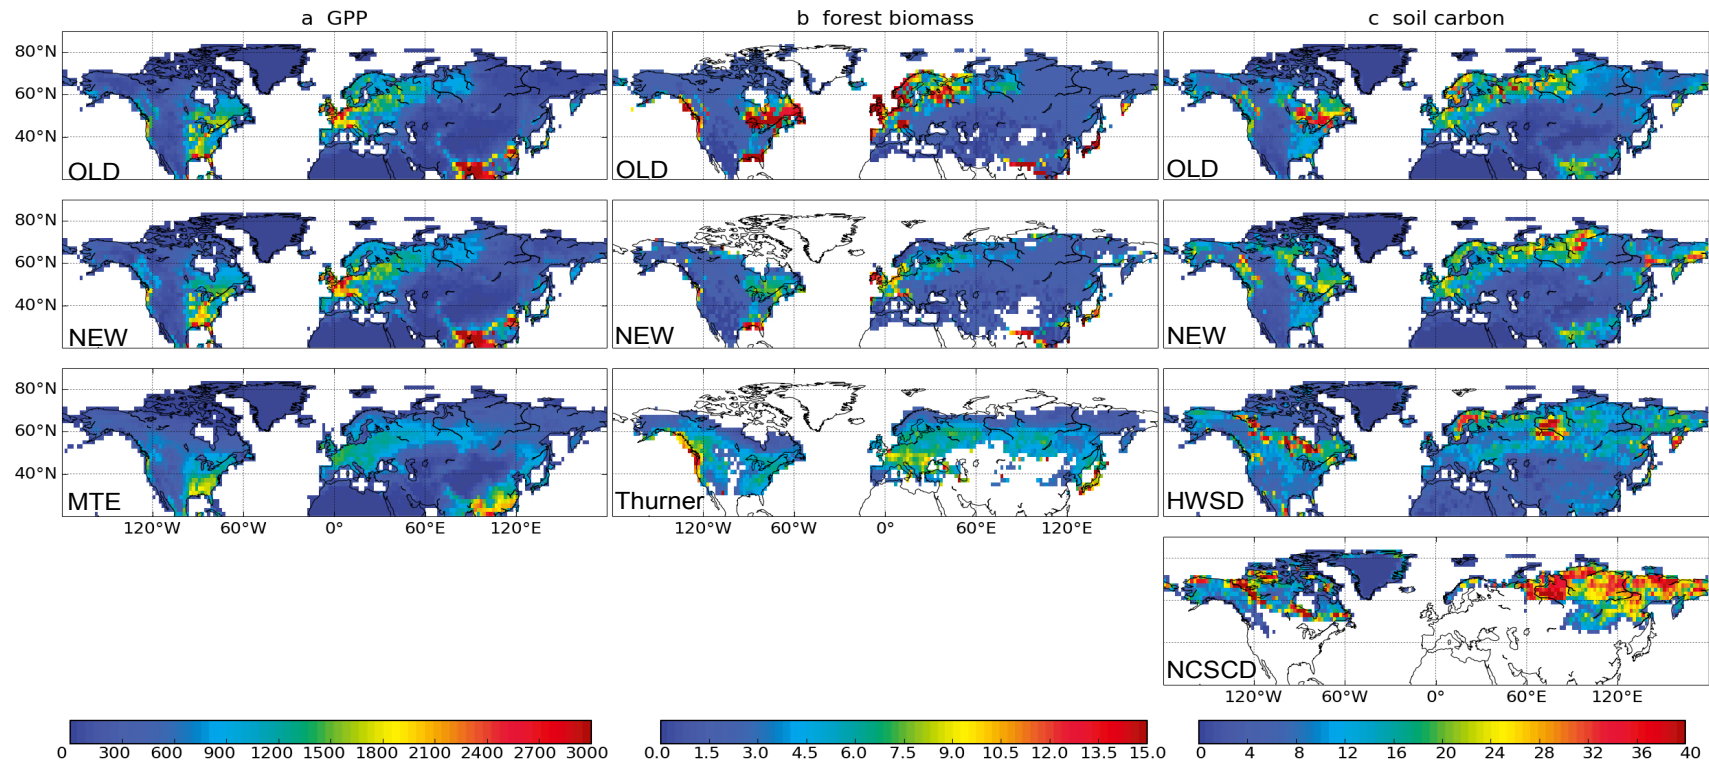 a GPP b forest biomass c soil carbon
80°N
60°N
40°N
OLD OLD OLD
80°N
60°N
40°N
NEW NEW NEW
80°N
60°N
40°N
MTE Thurner HWSD
120°W 60°W 0° 60°E 120°E 120°W 60°W 0° 60°E 120°E
NCSCD
120°W 60°W 0° 60°E 120°E
0 300 600 900 1200 1500 1800 2100 2400 2700 3000 0.0 1.5 3.0 4.5 6.0 7.5 9.0 10.5 12.0 13.5 15.0 0 4 8 12 16 20 24 28 32 36 40